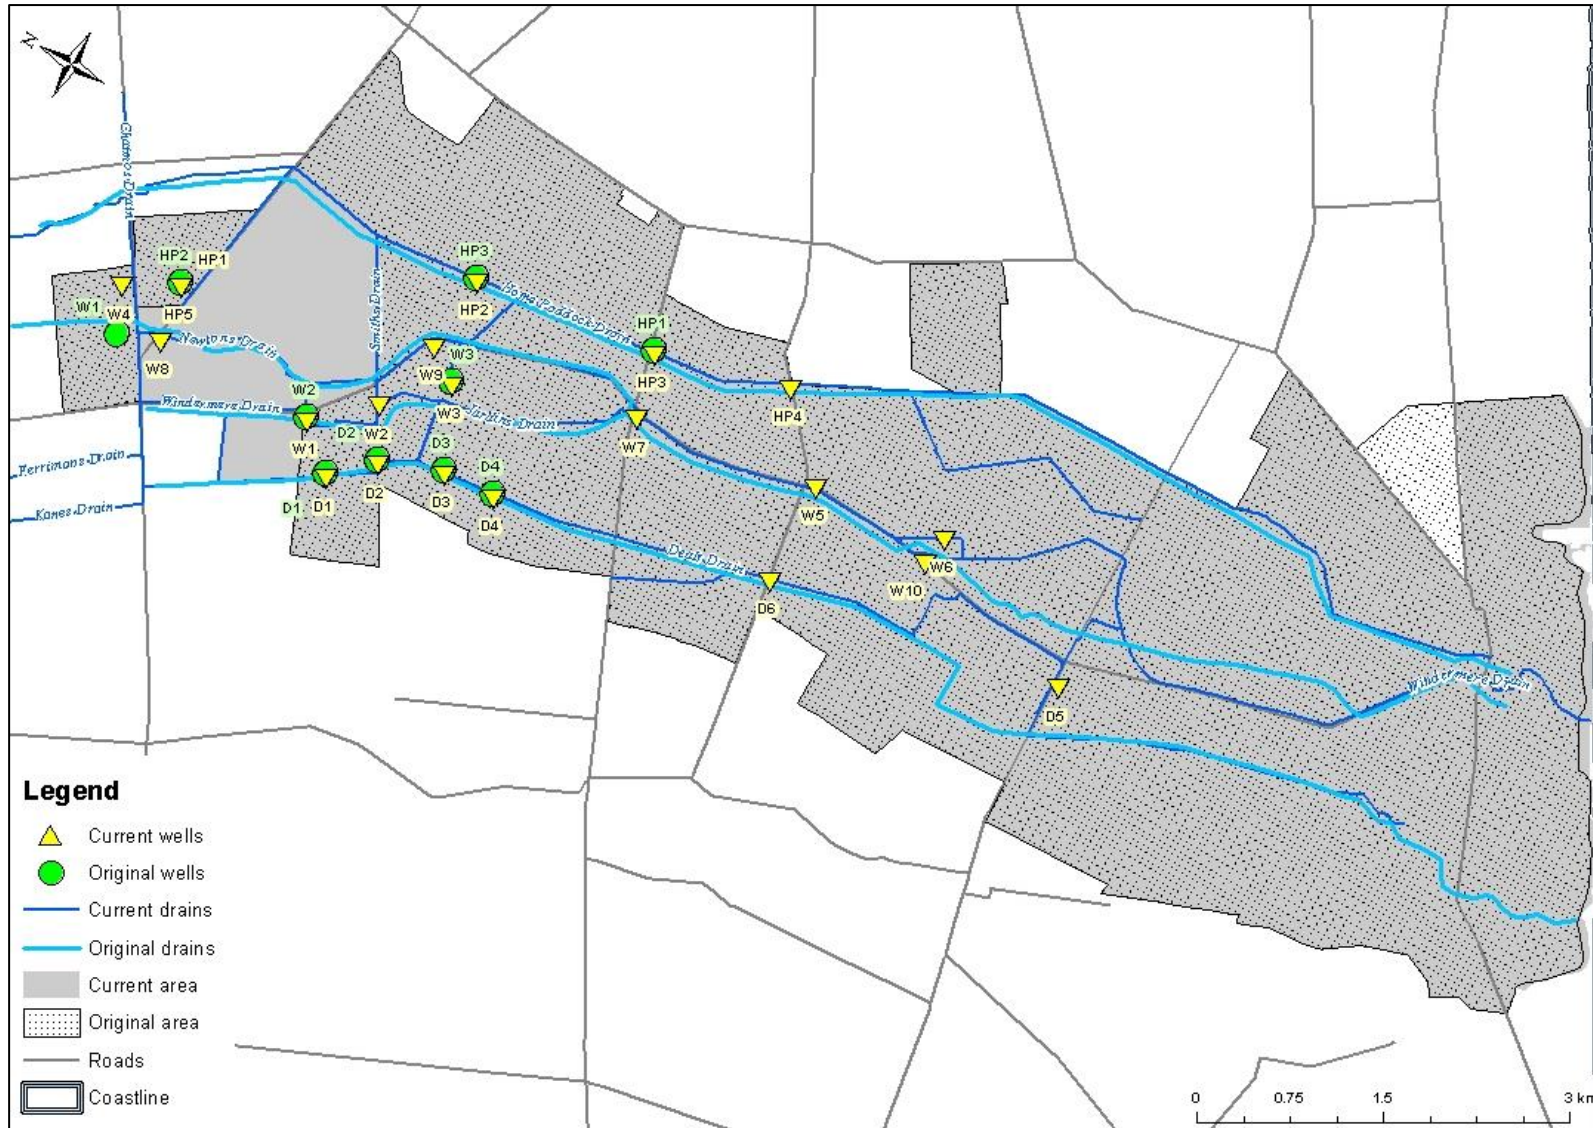 N
Chainos Drain
HP2
HP1
HP3
Smiths Drain
W1
W4
HP5
HP2
Home Paddock Drain
HP1
W8
Newtons Drain
W3
W9
HP3
W2
Windermere Drain
W3
HP4
W1
D2
W2
D3
W7
Ferrimans Drain
D1
D1
D2
D3
D4
D4
W5
Kanes Drain
Deals Drain
W6
W10
D6
D5
Windermere Drain
Legend
Current wells
Original wells
Current drains
Original drains
Current area
Original area
Roads
Coastline
0 0.75 1.5 3 km